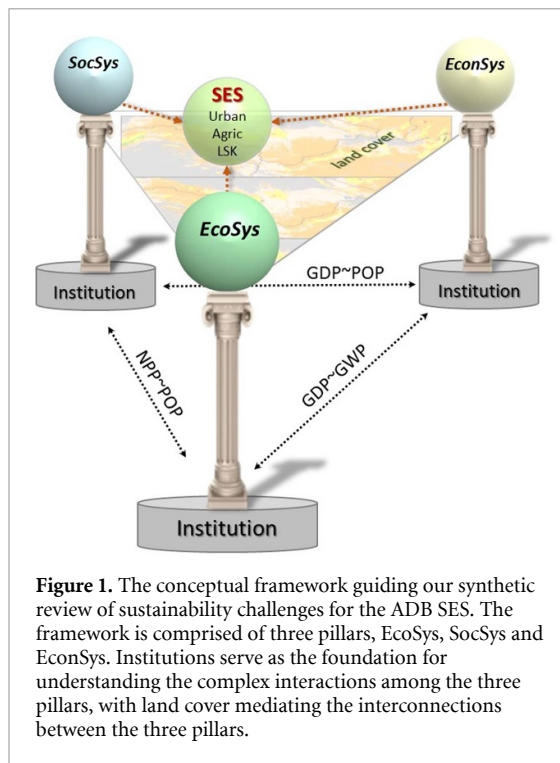 SocSys
EconSys
SES
Urban
Agric
LSK
land cover
EcoSys
GDP~POP
Institution
Institution
NPP~POP
GDP~GWP
Institution
Figure 1. The conceptual framework guiding our synthetic
review of sustainability challenges for the ADB SES. The
framework is comprised of three pillars, EcoSys, SocSys and
EconSys. Institutions serve as the foundation for
understanding the complex interactions among the three
pillars, with land cover mediating the interconnections
between the three pillars.